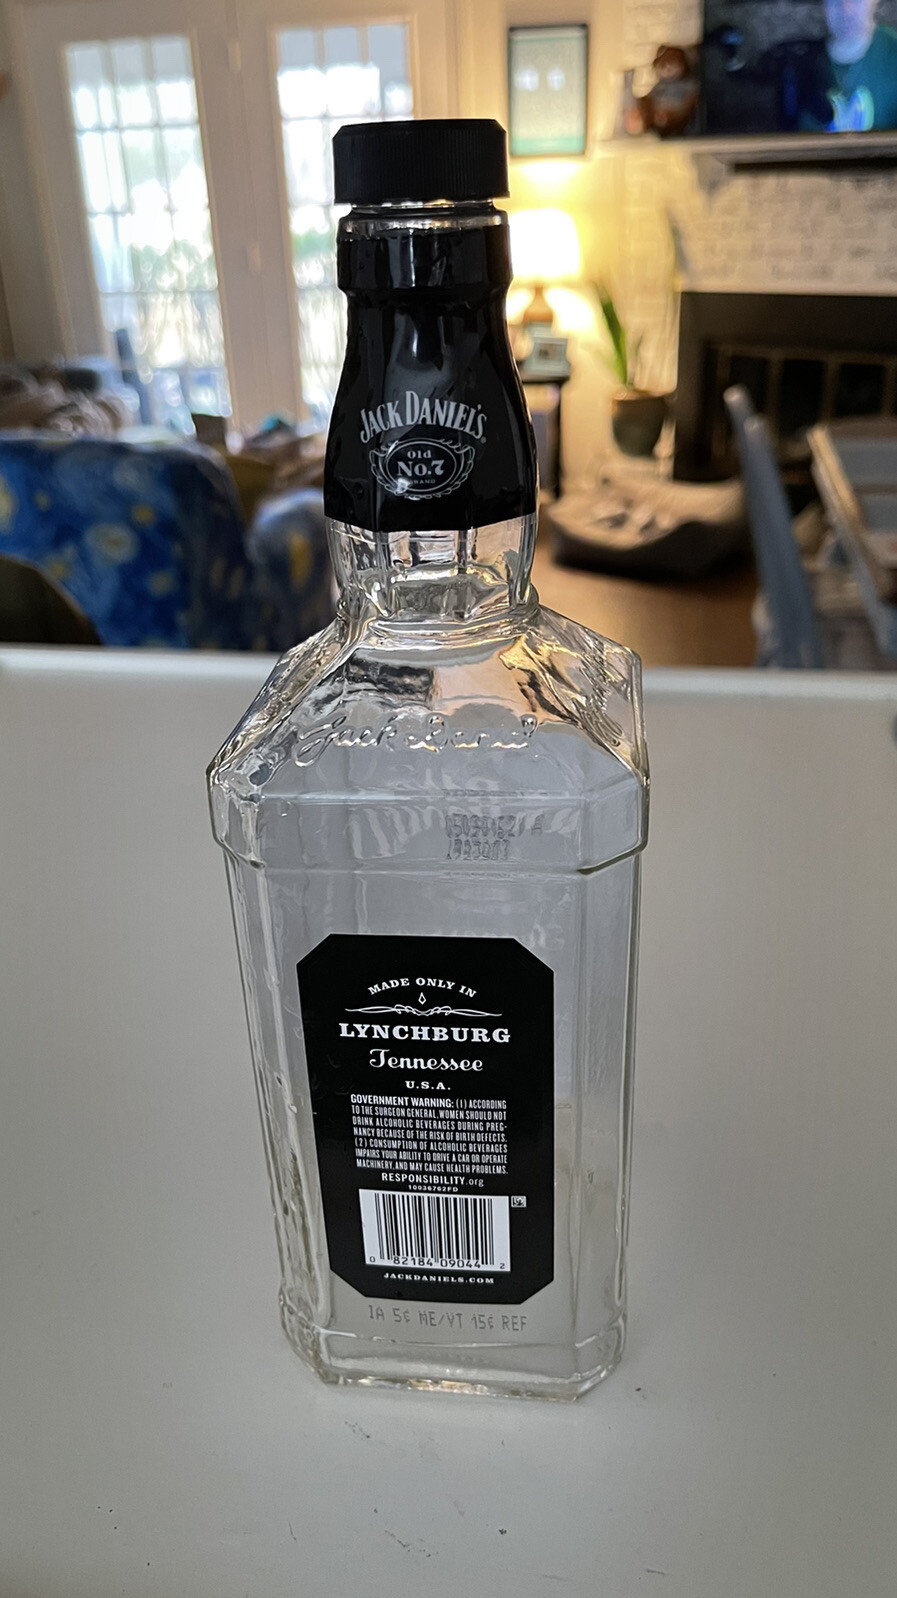 JACK DANIEL'S
Old
No.7
BRAND
Jack Daniel
MADE ONLY IN
LYNCHBURG
Tennessee
U.S.A.
GOVERNMENT WARNING: (1) ACCORDING
TO THE SURGEON GENERAL, WOMEN SHOULD NOT
DRINK ALCOHOLIC BEVERAGES DURING PREG-
NANCY BECAUSE OF THE RISK OF BIRTH DEFECTS.
(2) CONSUMPTION OF ALCOHOLIC BEVERAGES
IMPAIRS YOUR ABILITY TO DRIVE A CAR OR OPERATE
MACHINERY, AND MAY CAUSE HEALTH PROBLEMS.
RESPONSIBILITY.org
10036762FD
0 82184 09044 2
JACKDANIELS.COM
IA 5¢ ME/VT 15¢ REF